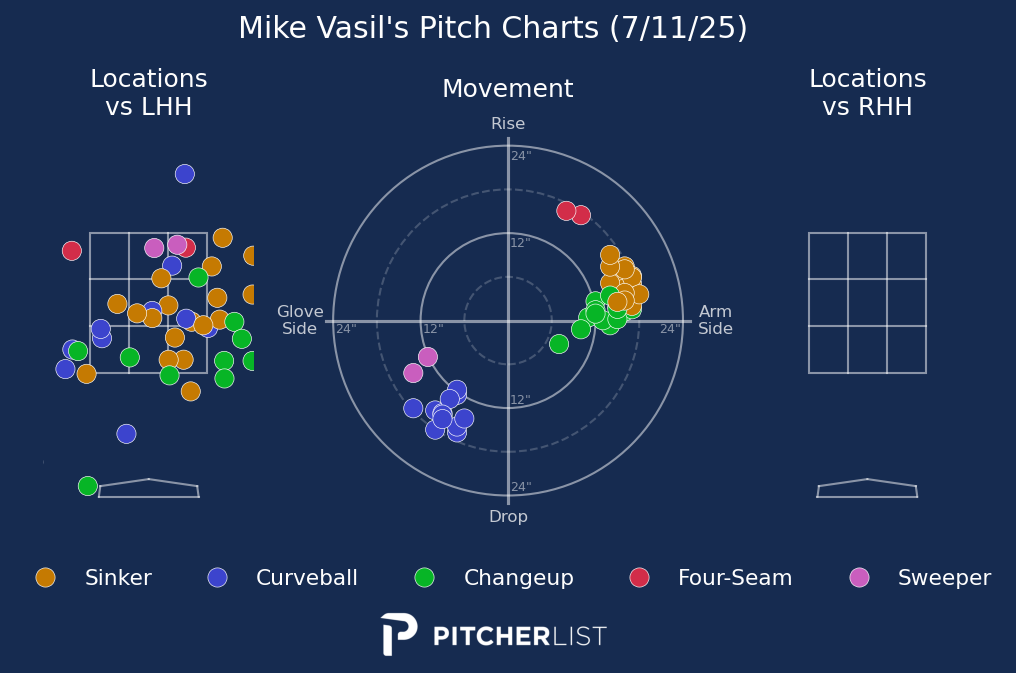 Mike Vasil's Pitch Charts (7/11/25)
Locations
vs LHH
Movement
Locations
vs RHH
Rise
24"
12"
Glove
Side
24"
12"
24"
Arm
Side
12"
24"
Drop
Sinker
Curveball
Changeup
Four-Seam
Sweeper
PITCHERLIST